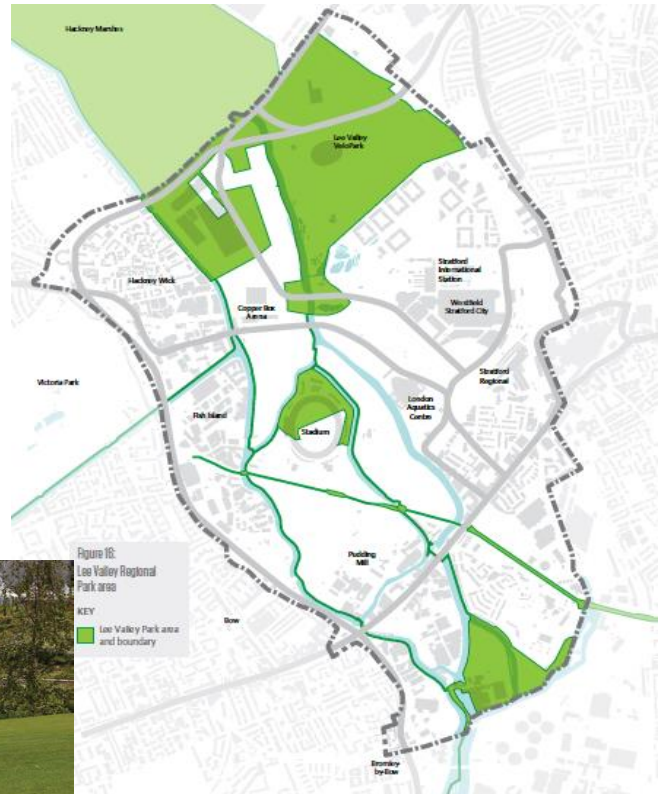 Hackney Marshes
Lee Valley
VeloPark
Stratford
International
Station
Hackney Wick
Westfield
Stratford City
Copper Box
Arena
Stratford
Regional
Victoria Park
London
Aquatics
Centre
Fish Island
Stadium
Pudding
Mill
Figure 18:
Lee Valley Regional
Park area
KEY
Lee Valley Park area
and boundary
Bow
Bromley-
by-Bow